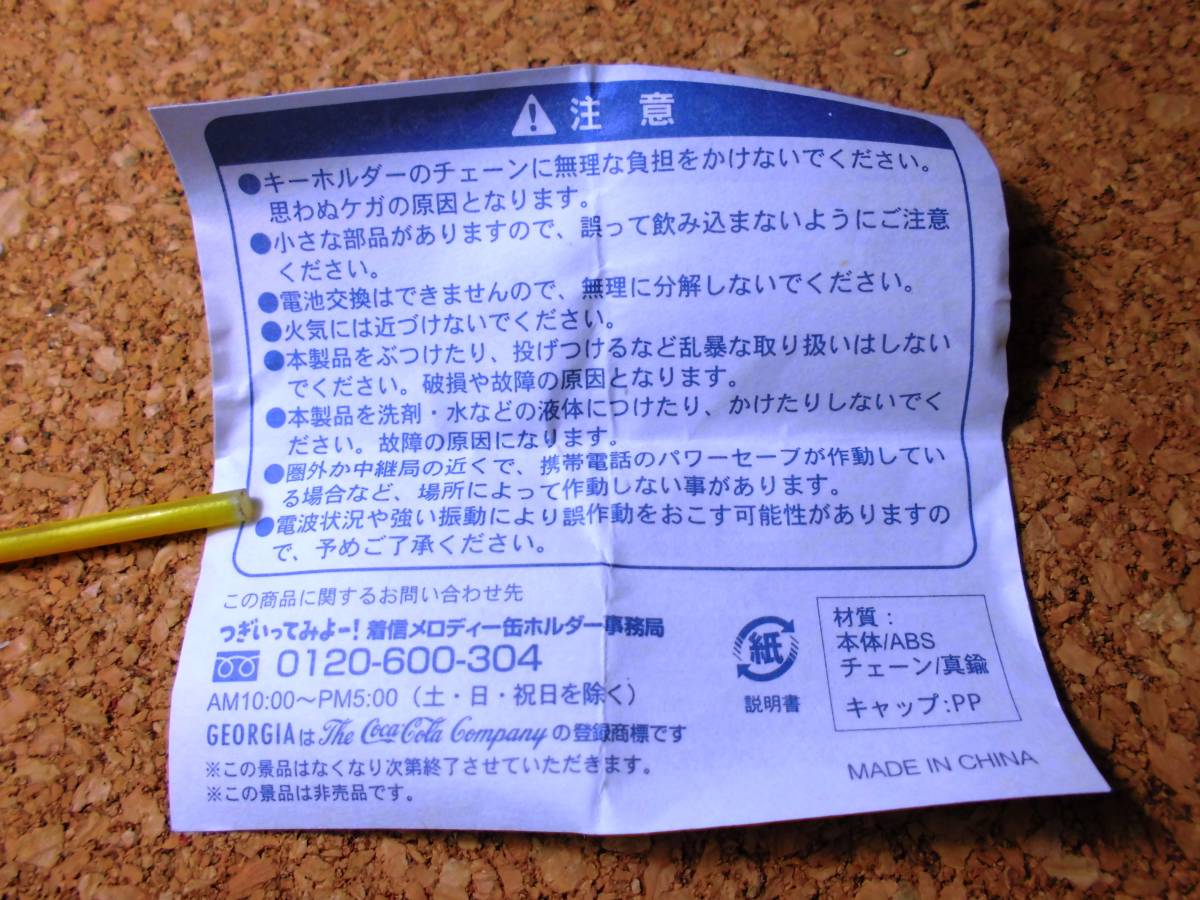 注意
●キーホルダーのチェーンに無理な負担をかけないでください。
思わぬケガの原因となります。
●小さな部品がありますので、誤って飲み込まないようにご注意
ください。
●電池交換はできませんので、無理に分解しないでください。
●火気には近づけないでください。
●本製品をぶつけたり、投げつけるなど乱暴な取り扱いはしない
でください。破損や故障の原因となります。
●本製品を洗剤・水などの液体につけたり、かけたりしないでく
ださい。故障の原因になります。
●圏外か中継局の近くで、携帯電話のパワーセーブが作動してい
る場合など、場所によって作動しない事があります。
●電波状況や強い振動により誤作動をおこす可能性がありますの
で、予めご了承ください。
この商品に関するお問い合わせ先
つぎいってみよー!着信メロディー缶ホルダー事務局
0120-600-304
AM10:00〜PM5:00（土・日・祝日を除く）
GEORGIAはThe Coca-Cola Companyの登録商標です
※この景品はなくなり次第終了させていただきます。
※この景品は非売品です。
紙
説明書
材質：
本体/ABS
チェーン/真鍮
キャップ:PP
MADE IN CHINA